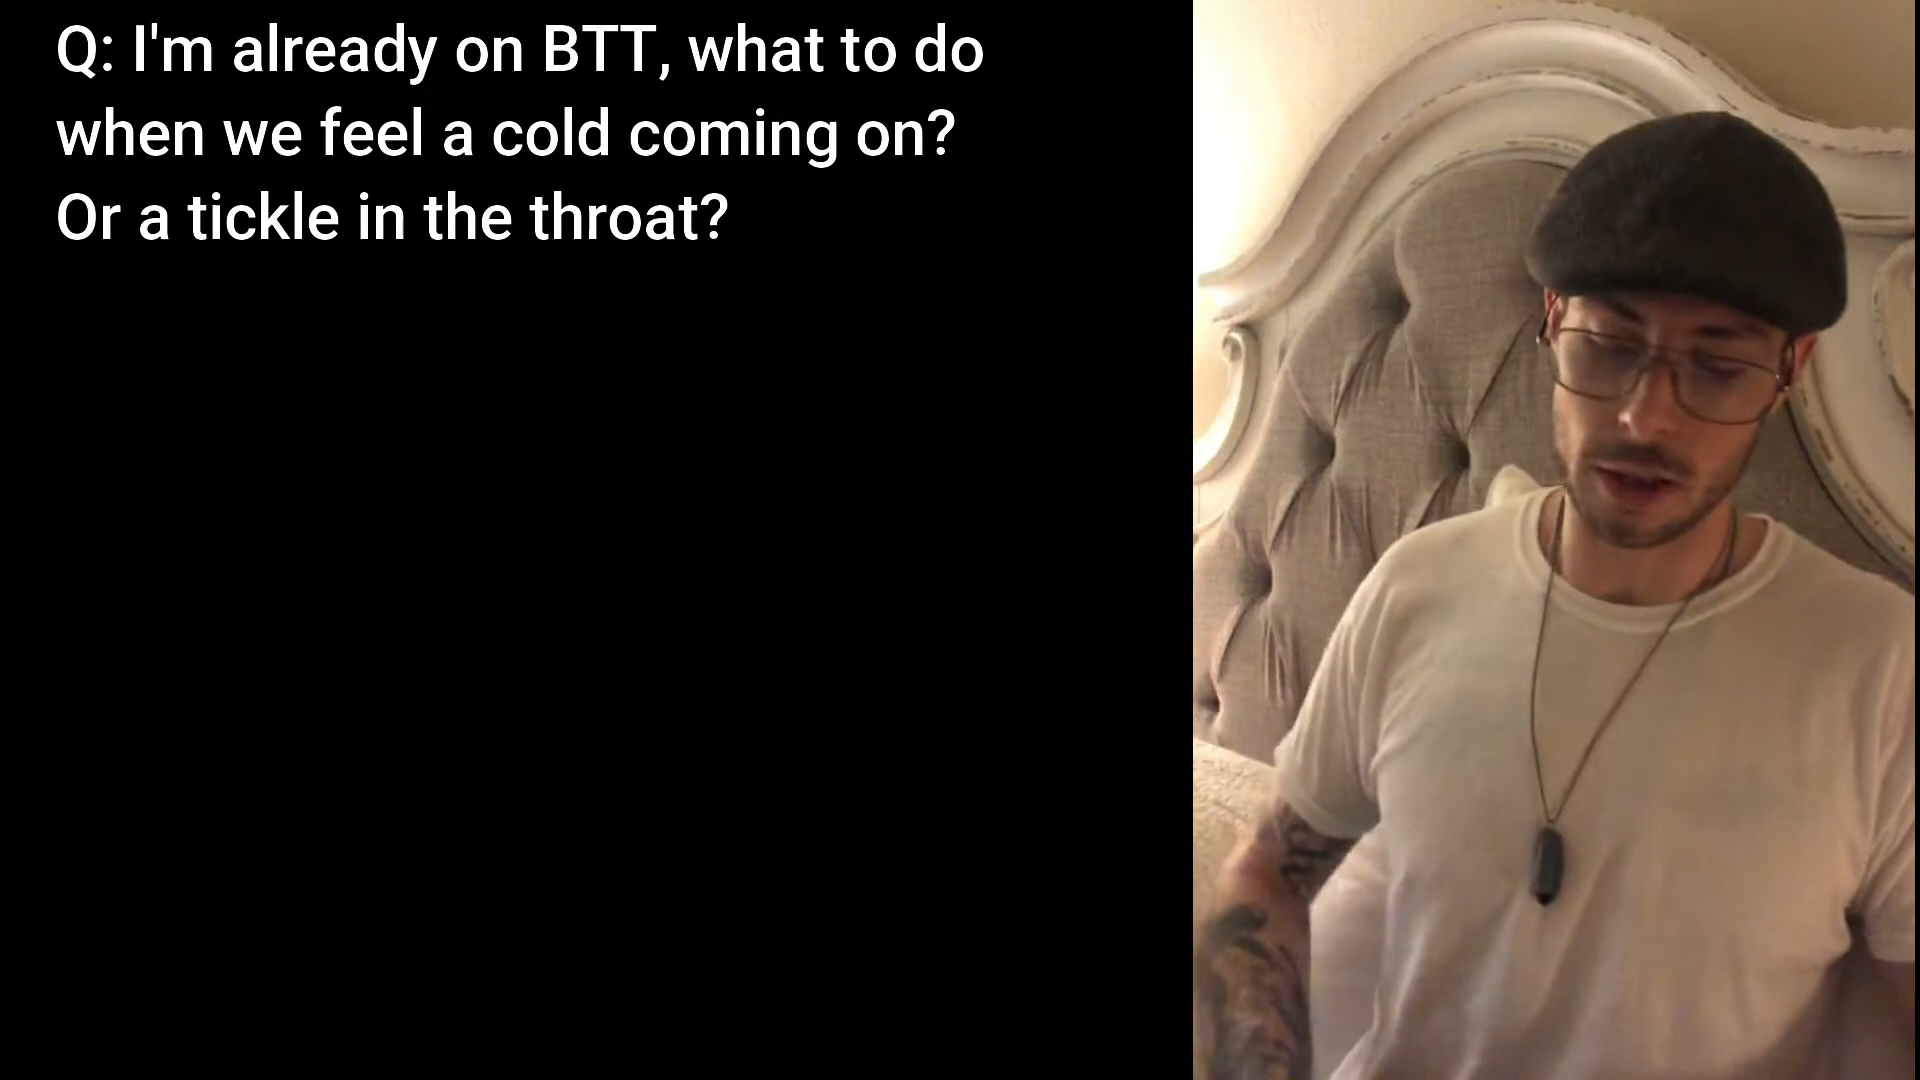 Q: I'm already on BTT, what to do
when we feel a cold coming on?
Or a tickle in the throat?